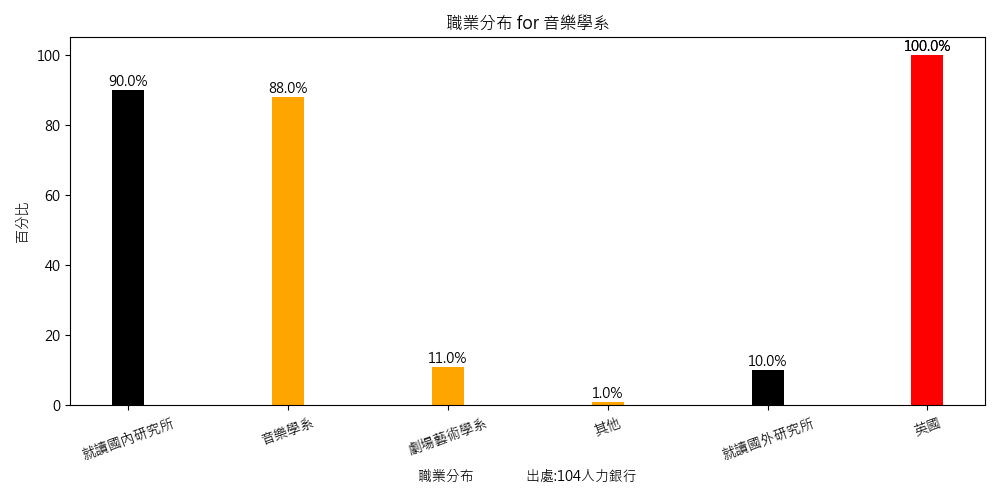 職業分布 for 音樂學系
百分比
100
80
60
40
20
0
90.0%
88.0%
11.0%
1.0%
10.0%
100.0%
就讀國內研究所
音樂學系
劇場藝術學系
其他
就讀國外研究所
英國
職業分布 出處:104人力銀行